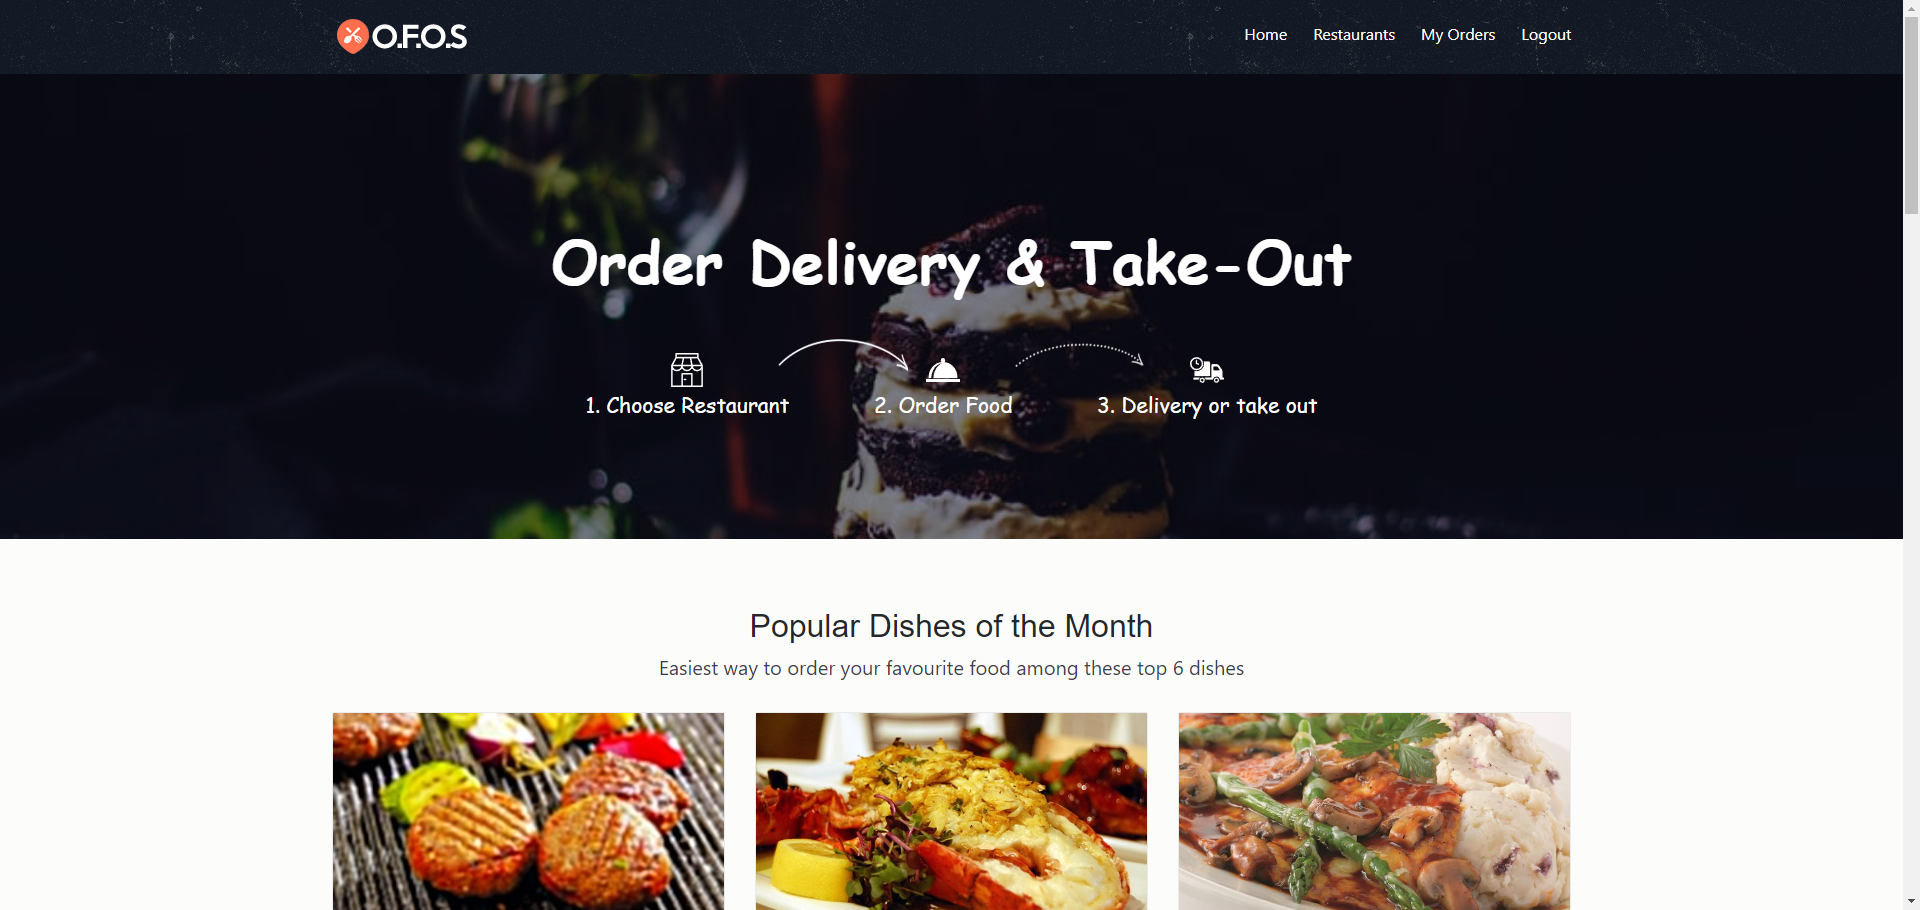 O.F.O.S
Home Restaurants My Orders Logout
Order Delivery & Take-Out
1. Choose Restaurant
2. Order Food
3. Delivery or take out
Popular Dishes of the Month
Easiest way to order your favourite food among these top 6 dishes